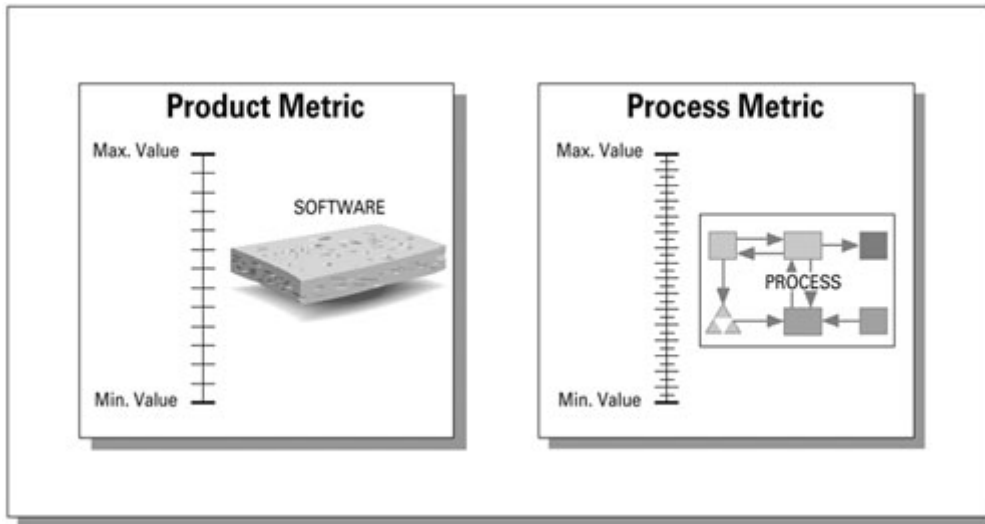 Product Metric
Max. Value
SOFTWARE
Min. Value
Process Metric
Max. Value
PROCESS
Min. Value